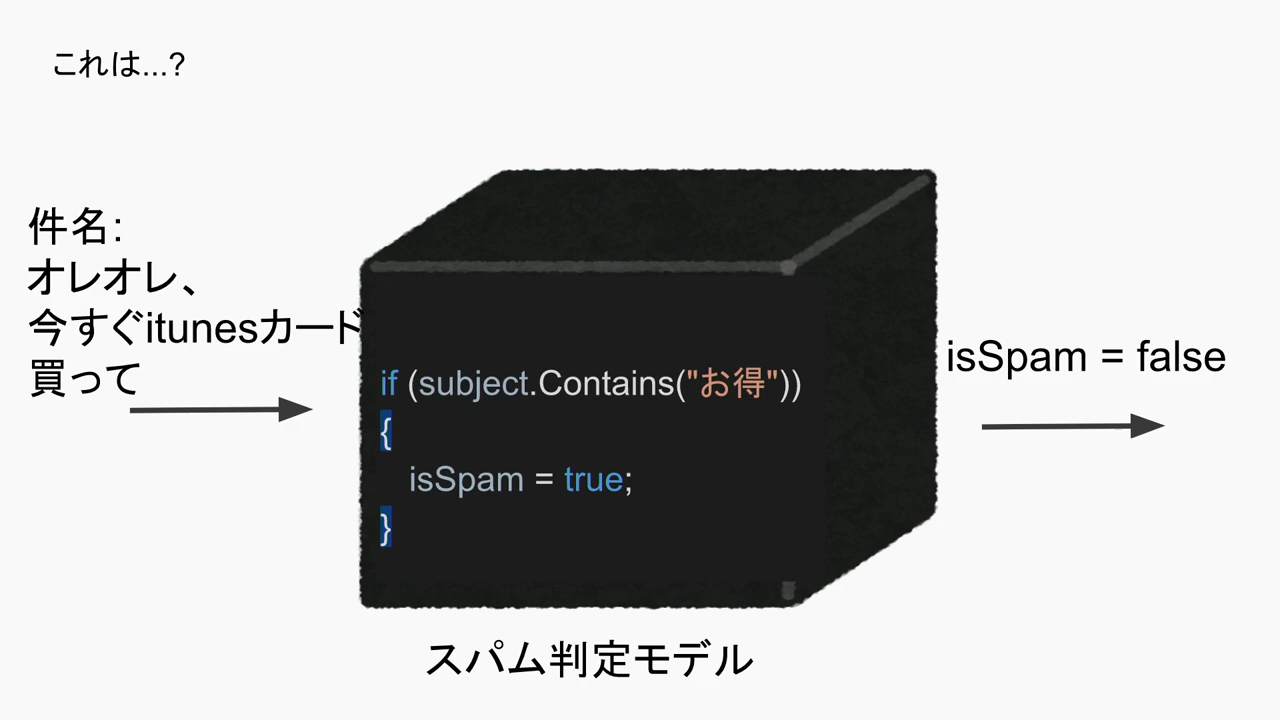 これは...?
件名:
オレオレ、
今すぐitunesカード
買って
if (subject.Contains("お得"))
{
isSpam = true;
}
isSpam = false
スパム判定モデル